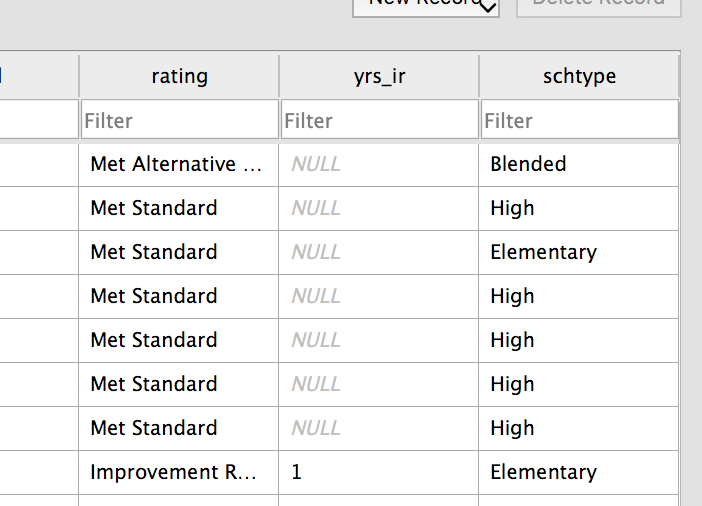 New Record Delete Record
rating yrs_ir schtype
Filter Filter Filter
Met Alternative ... NULL Blended
Met Standard NULL High
Met Standard NULL Elementary
Met Standard NULL High
Met Standard NULL High
Met Standard NULL High
Met Standard NULL High
Improvement R... 1 Elementary